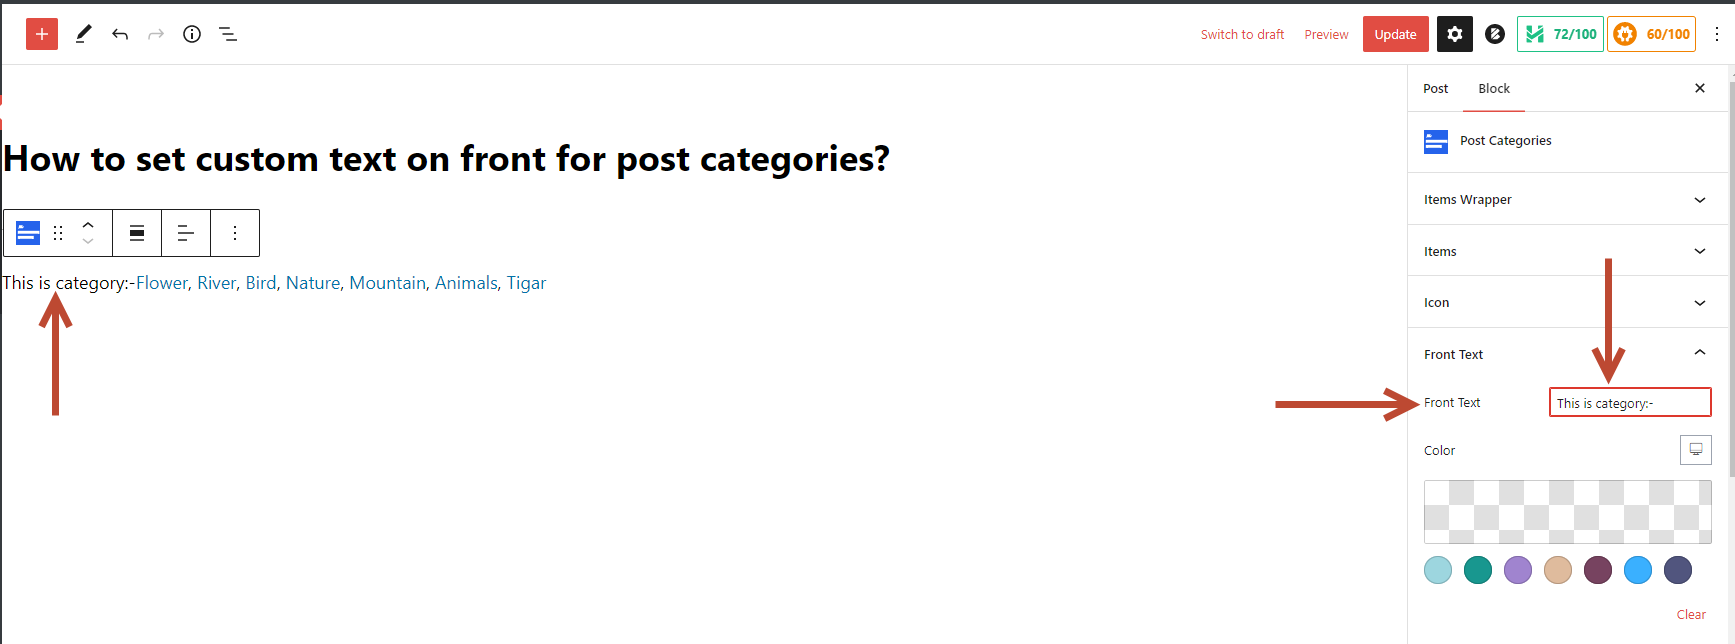 Switch to draft Preview Update 72/100 60/100
Post Block
How to set custom text on front for post categories?
Post Categories
Items Wrapper
This is category:-Flower, River, Bird, Nature, Mountain, Animals, Tigar
Items
Icon
Front Text
Front Text This is category:-
Color
Clear